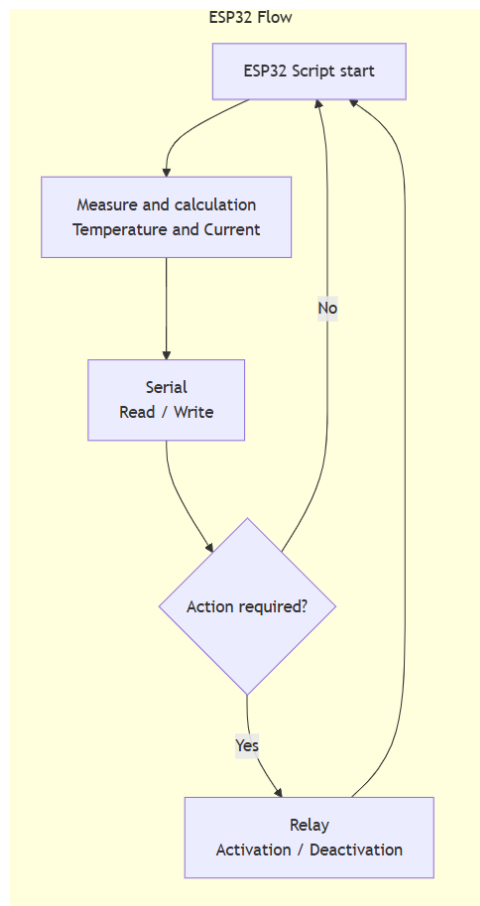 ESP32 Flow
ESP32 Script start
Measure and calculation
Temperature and Current
No
Serial
Read / Write
Action required?
Yes
Relay
Activation / Deactivation